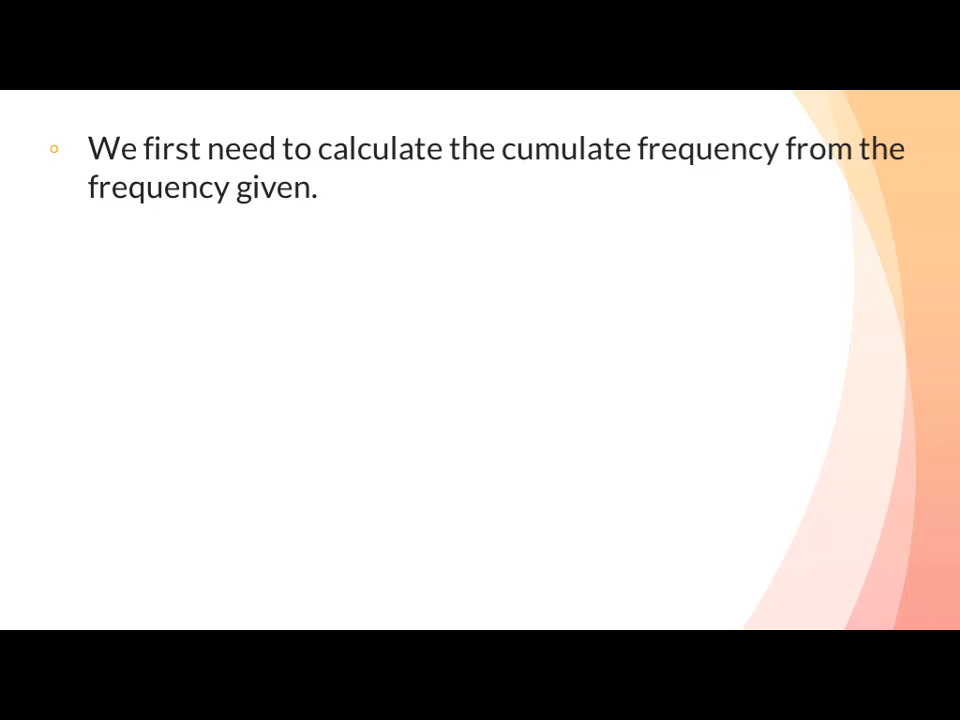 We first need to calculate the cumulate frequency from the
frequency given.